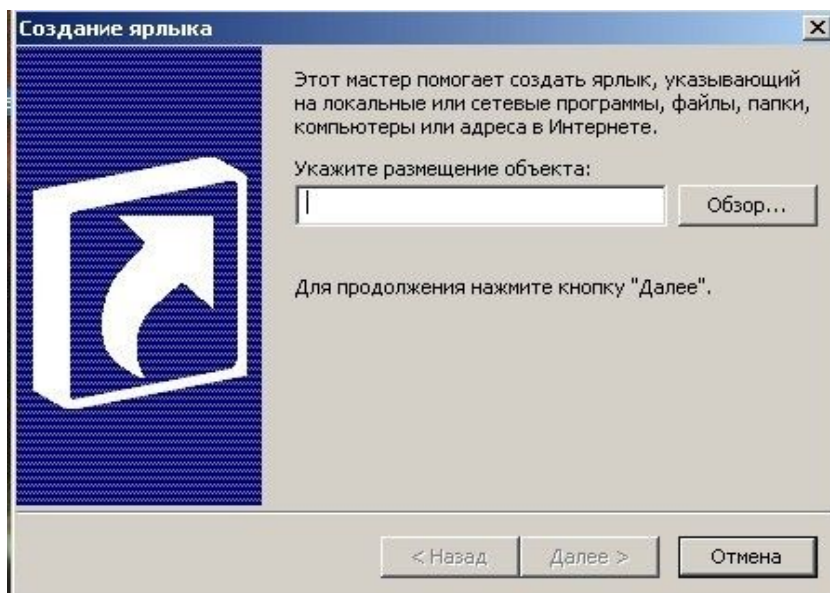 Создание ярлыка
Этот мастер помогает создать ярлык, указывающий
на локальные или сетевые программы, файлы, папки,
компьютеры или адреса в Интернете.
Укажите размещение объекта:
Обзор...
Для продолжения нажмите кнопку "Далее".
< Назад
Далее >
Отмена